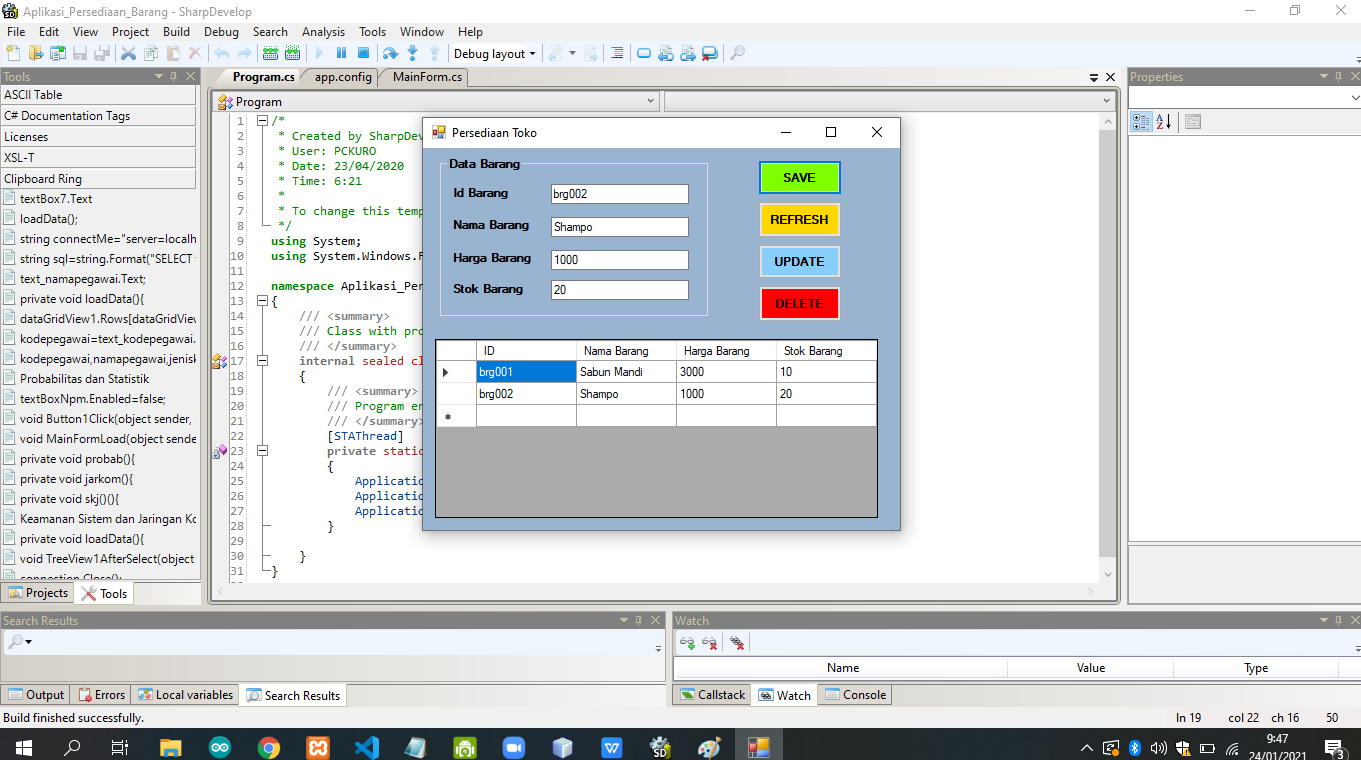 Aplikasi_Persediaan_Barang - SharpDevelop
File Edit View Project Build Debug Search Analysis Tools Window Help
Debug layout
Tools
ASCII Table
C# Documentation Tags
Licenses
XSL-T
Clipboard Ring
textBox7.Text
loadData();
string connectMe="server=localh
string sql=string.Format("SELECT
text_namapegawai.Text;
private void loadData(){
dataGridView1.Rows[dataGridView
kodepegawai=text_kodepegawai.
kodepegawai,namapegawai,jenisk
Probabilitas dan Statistik
textBoxNpm.Enabled=false;
void Button1Click(object sender,
void MainFormLoad(object sende
private void probab(){
private void jarkom(){
private void skj()(){
Keamanan Sistem dan Jaringan Ko
private void loadData(){
void TreeView1AfterSelect(object
connection.Close();
Projects Tools
Program.cs app.config MainForm.cs
Program
1 /*
2 * Created by SharpDev
3 * User: PCKURO
4 * Date: 23/04/2020
5 * Time: 6:21
6 *
7 * To change this temp
8 */
9 using System;
10 using System.Windows.F
11
12 namespace Aplikasi_Per
13 {
14 /// <summary>
15 /// Class with pro
16 /// </summary>
17 internal sealed cl
18 {
19 /// <summary>
20 /// Program en
21 /// </summary>
22 [STAThread]
23 private static
24 {
25 Applicatio
26 Applicatio
27 Applicatio
28 }
29
30 }
31 }
Persediaan Toko
Data Barang
Id Barang brg002
Nama Barang Shampo
Harga Barang 1000
Stok Barang 20
SAVE
REFRESH
UPDATE
DELETE
ID Nama Barang Harga Barang Stok Barang
brg001 Sabun Mandi 3000 10
brg002 Shampo 1000 20
Properties
Search Results
Output Errors Local variables Search Results
Watch
Name Value Type
Callstack Watch Console
Build finished successfully.
ln 19 col 22 ch 16 50
9:47
24/01/2021
3